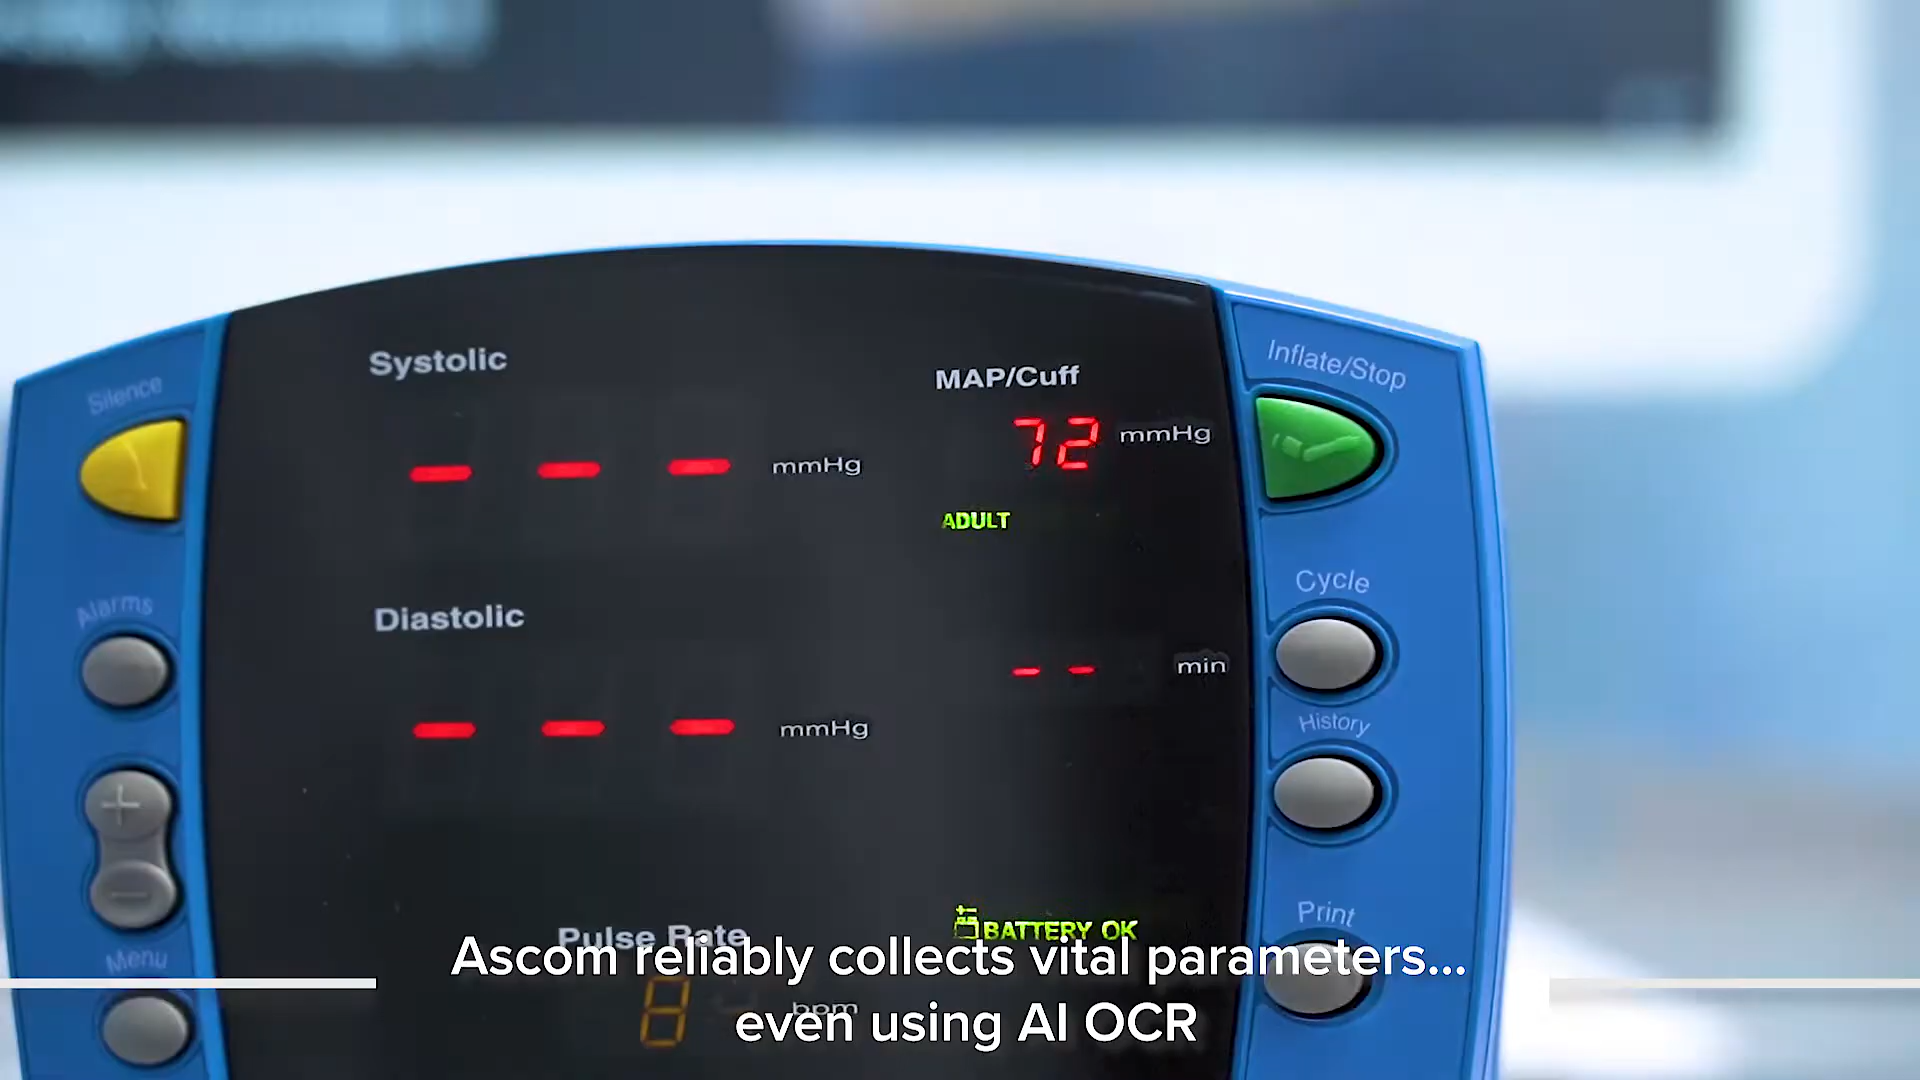 Silence
Systolic
MAP/Cuff
Inflate/Stop
--- mmHg
72 mmHg
ADULT
Alarms
Cycle
Diastolic
-- min
--- mmHg
History
+
−
Print
BATTERY OK
Pulse Rate
Menu
bpm
Ascom reliably collects vital parameters...
even using AI OCR